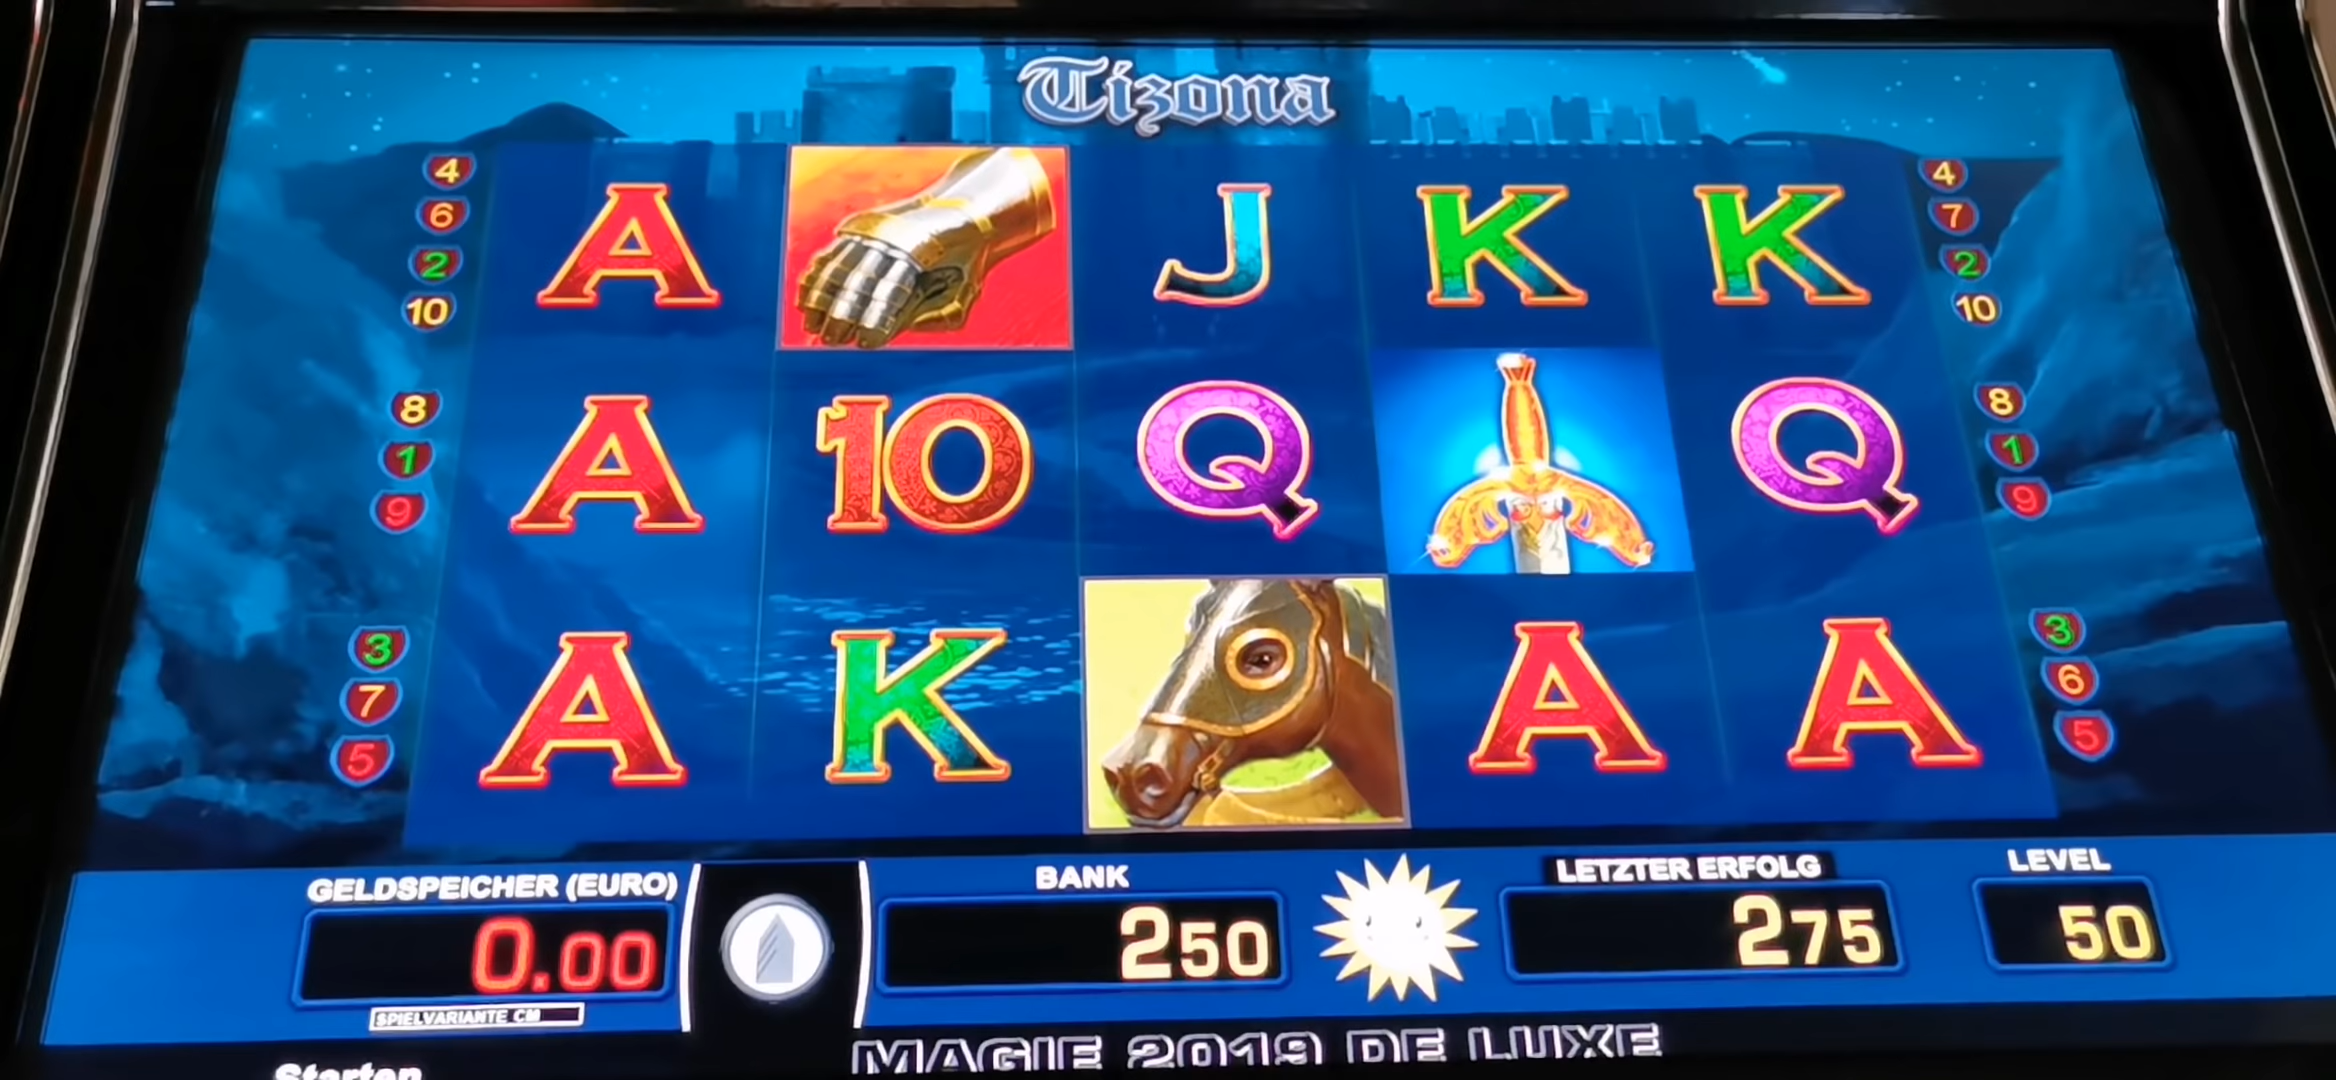 Tizona
4 A J K K 4
6 7
2 2
10 10
8 A 10 Q Q 8
1 1
9 9
3 A K A A 3
7 6
5 5
GELDSPEICHER (EURO) BANK LETZTER ERFOLG LEVEL
0.00 250 275 50
SPIELVARIANTE CM
MAGIE 2019 DE LUXE
Starten